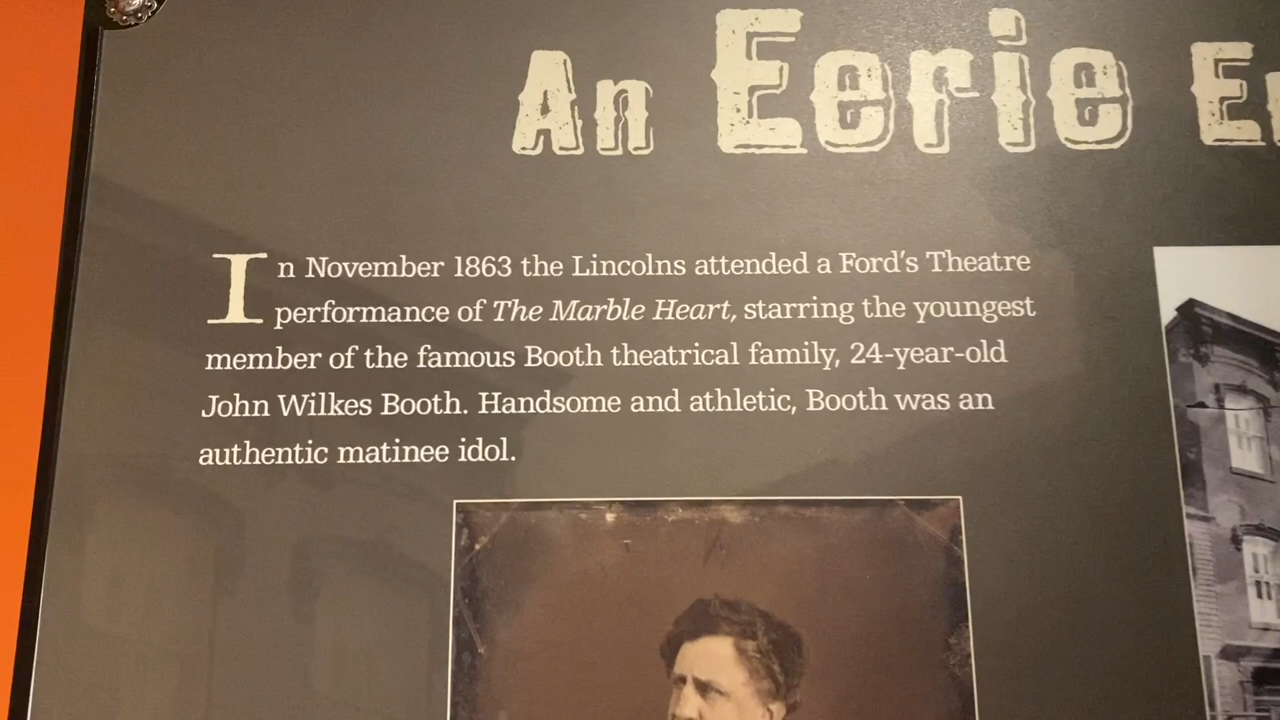 An Eerie
In November 1863 the Lincolns attended a Ford's Theatre
performance of The Marble Heart, starring the youngest
member of the famous Booth theatrical family, 24-year-old
John Wilkes Booth. Handsome and athletic, Booth was an
authentic matinee idol.